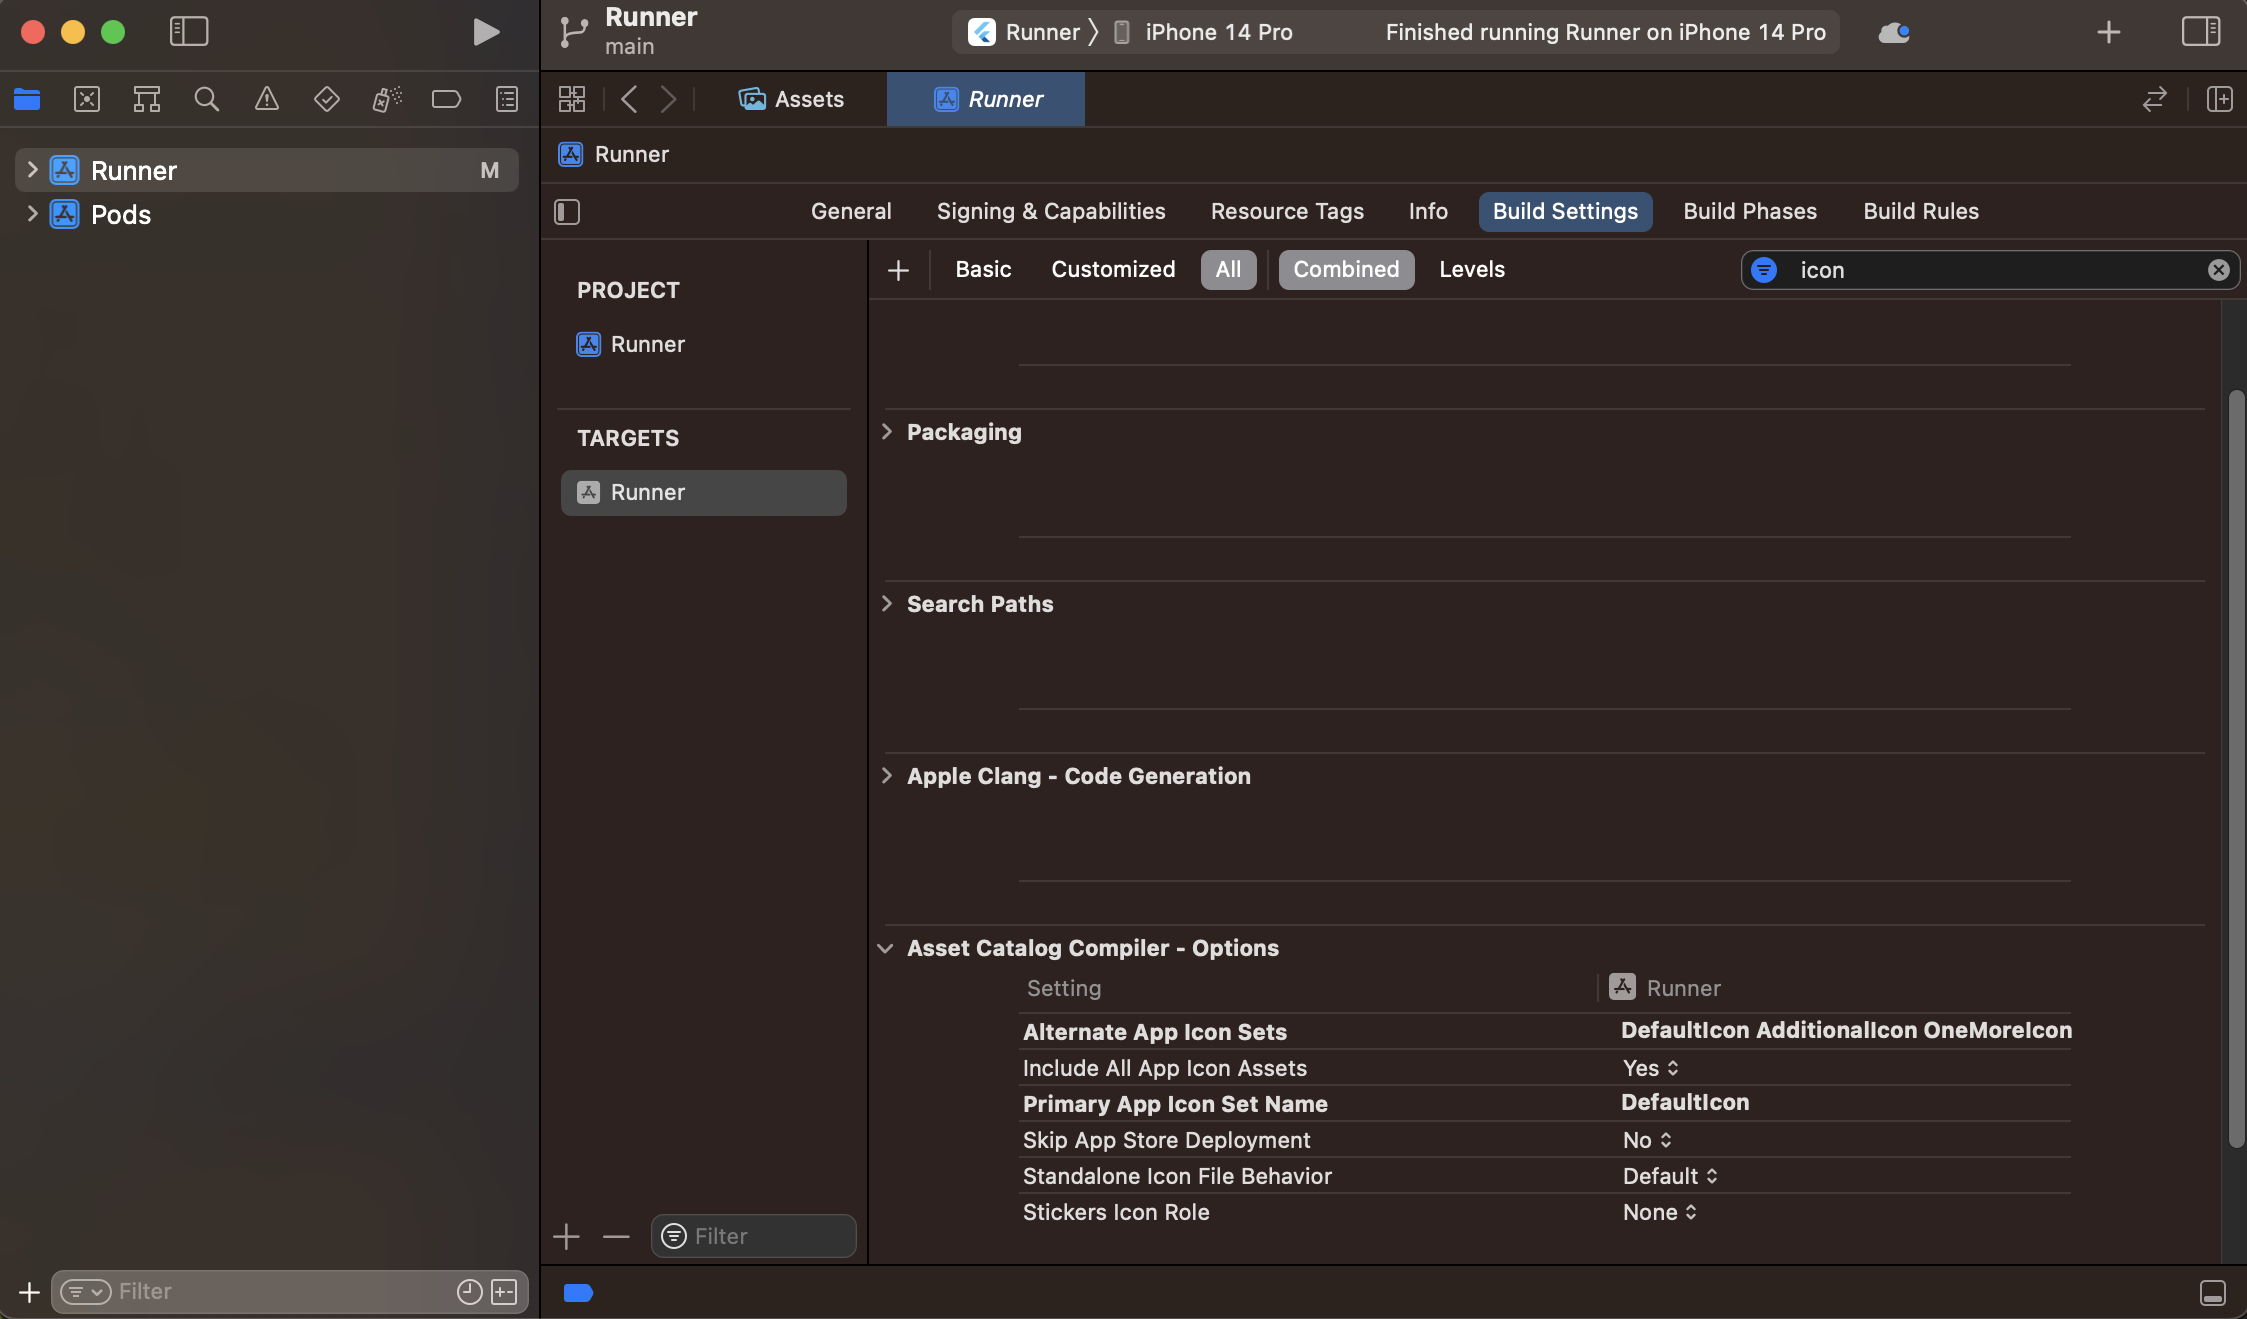 Runner
main
Runner
iPhone 14 Pro
Finished running Runner on iPhone 14 Pro
Assets
Runner
Runner M
Pods
Runner
General
Signing & Capabilities
Resource Tags
Info
Build Settings
Build Phases
Build Rules
PROJECT
Runner
TARGETS
Runner
Filter
Filter
Basic
Customized
All
Combined
Levels
icon
Packaging
Search Paths
Apple Clang - Code Generation
Asset Catalog Compiler - Options
Setting Runner
Alternate App Icon Sets DefaultIcon AdditionalIcon OneMoreIcon
Include All App Icon Assets Yes
Primary App Icon Set Name DefaultIcon
Skip App Store Deployment No
Standalone Icon File Behavior Default
Stickers Icon Role None